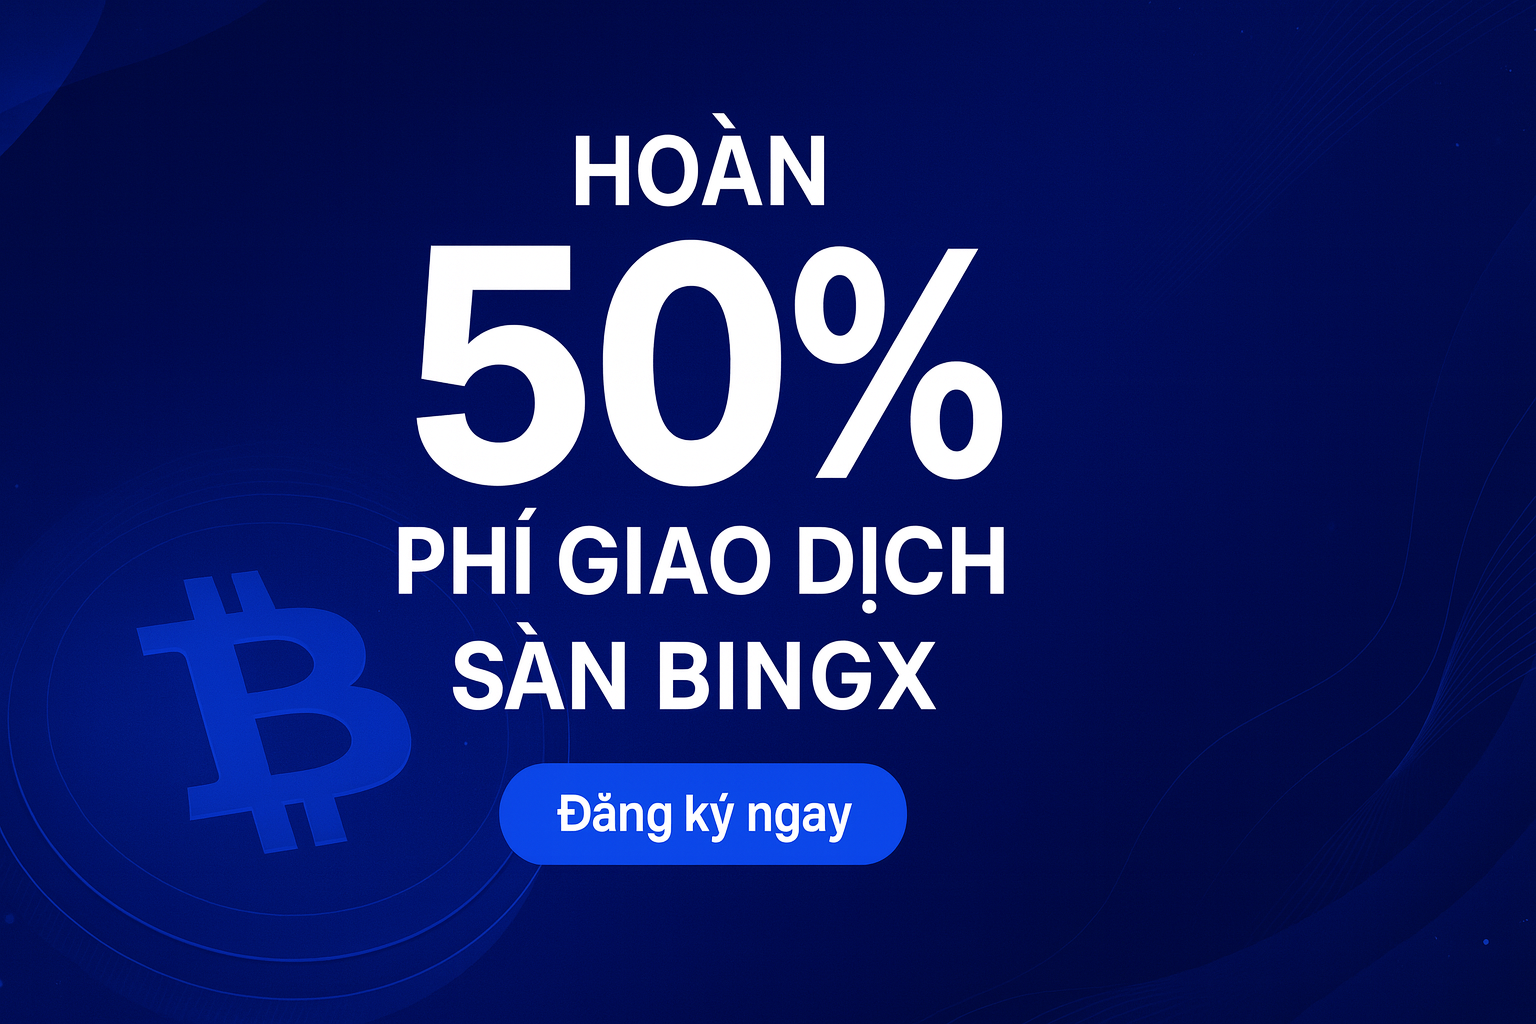 HOÀN
50%
PHÍ GIAO DỊCH
SÀN BINGX
Đăng ký ngay